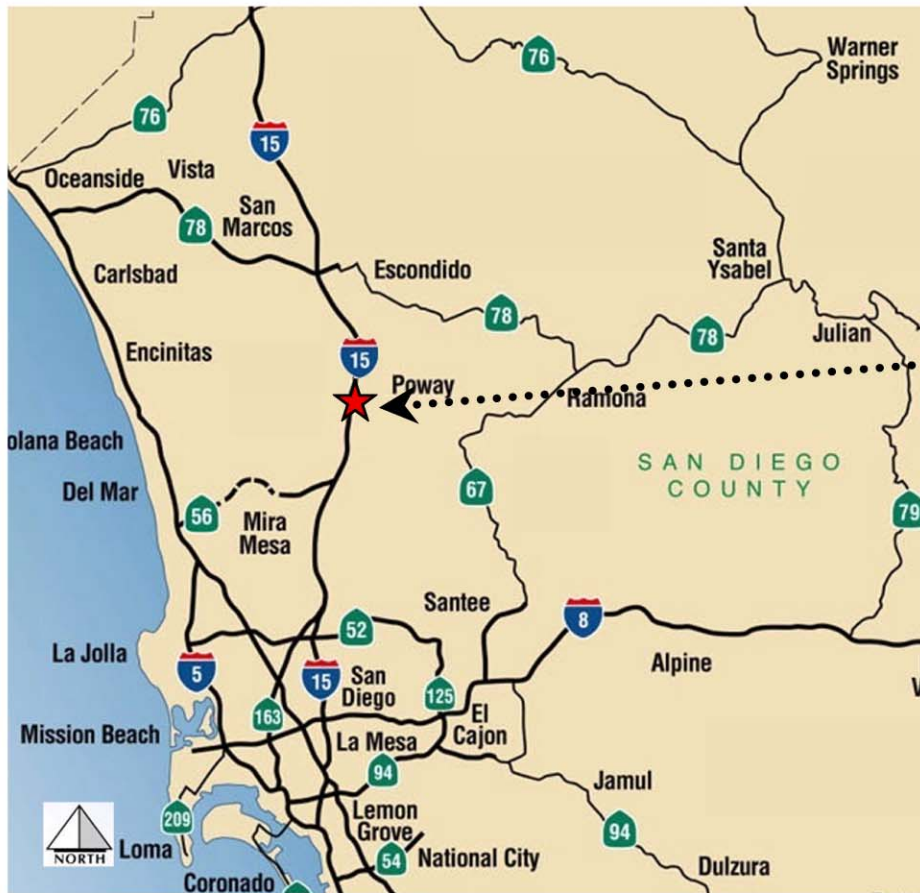 76
Warner
Springs
76
15
Oceanside
Vista
San
Marcos
78
Santa
Ysabel
Carlsbad
Escondido
78
78
Julian
Encinitas
15
Poway
Ramona
olana Beach
SAN DIEGO
COUNTY
Del Mar
67
56
79
Mira
Mesa
Santee
8
52
La Jolla
5
15
San
Diego
Alpine
125
163
El
Cajon
Mission Beach
La Mesa
94
Jamul
209
Lemon
Grove
94
NORTH
Loma
54
National City
Dulzura
Coronado